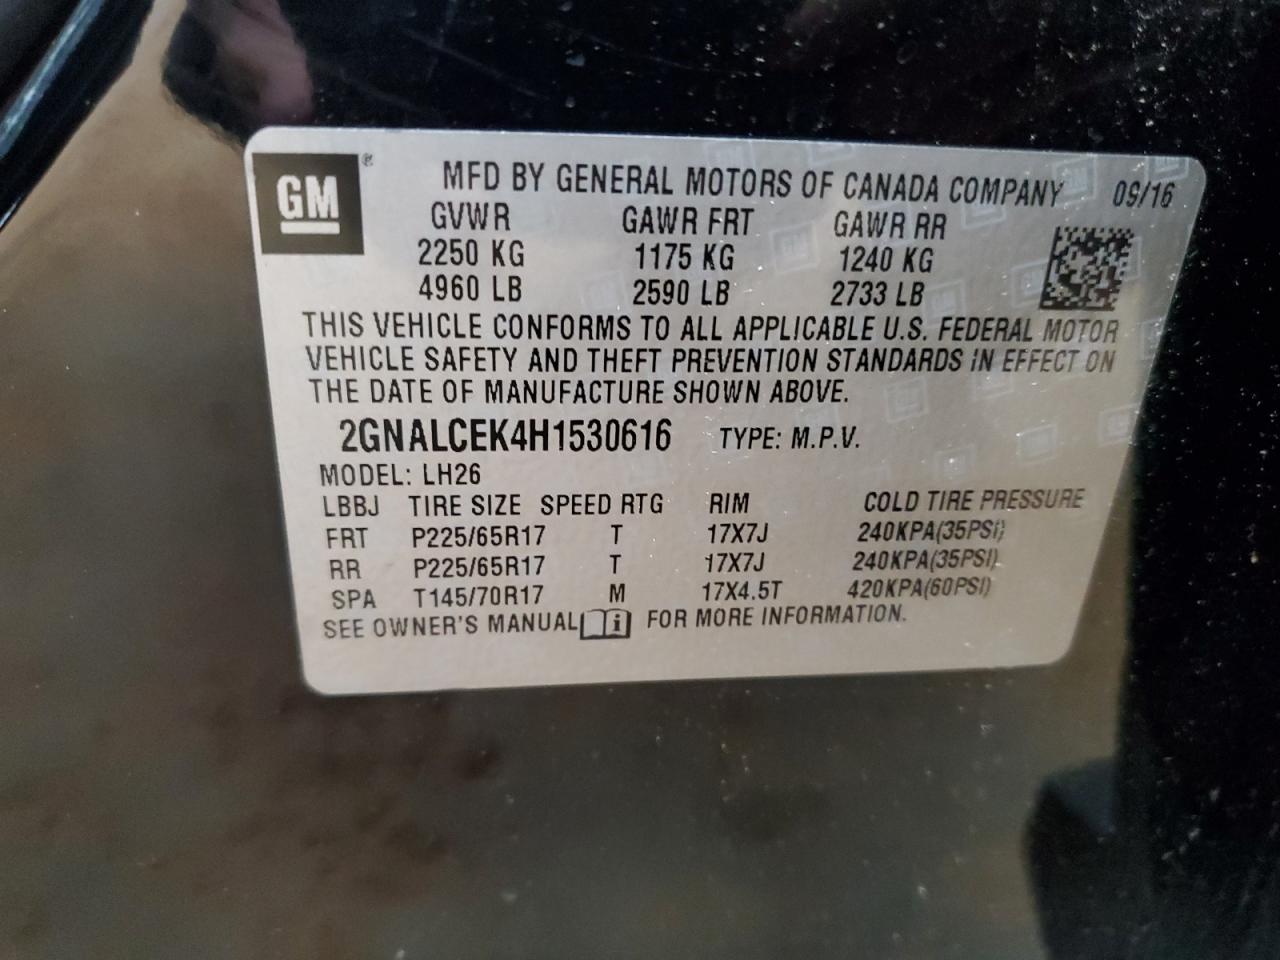 GM ® MFD BY GENERAL MOTORS OF CANADA COMPANY 09/16
GVWR GAWR FRT GAWR RR
2250 KG 1175 KG 1240 KG
4960 LB 2590 LB 2733 LB
THIS VEHICLE CONFORMS TO ALL APPLICABLE U.S. FEDERAL MOTOR
VEHICLE SAFETY AND THEFT PREVENTION STANDARDS IN EFFECT ON
THE DATE OF MANUFACTURE SHOWN ABOVE.
2GNALCEK4H1530616 TYPE: M.P.V.
MODEL: LH26
LBBJ TIRE SIZE SPEED RTG RIM COLD TIRE PRESSURE
FRT P225/65R17 T 17X7J 240KPA(35PSI)
RR P225/65R17 T 17X7J 240KPA(35PSI)
SPA T145/70R17 M 17X4.5T 420KPA(60PSI)
SEE OWNER'S MANUAL i FOR MORE INFORMATION.